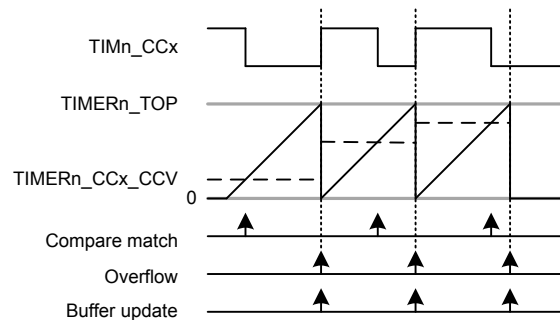 TIMn_CCx
TIMERn_TOP
TIMERn_CCx_CCV
0
Compare match
Overflow
Buffer update